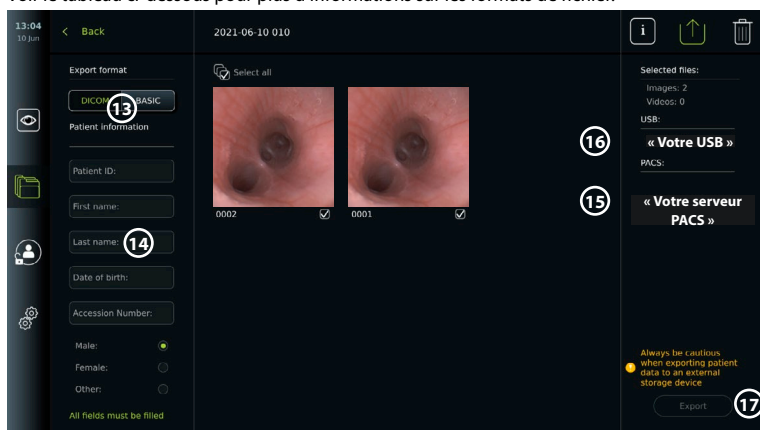 Voir le tableau ci-dessous pour plus d'informations sur les formats de fichier.
13:04
10 Jun
Back
2021-06-10 010
i
Export format
DICOM
13
BASIC
Patient information
Patient ID:
First name:
Last name:
14
Date of birth:
Accession Number:
Male:
Female:
Other:
All fields must be filled
Select all
0002
0001
Selected files:
Images: 2
Videos: 0
USB:
16
« Votre USB »
PACS:
15
« Votre serveur
PACS »
Always be cautious
when exporting patient
data to an external
storage device
Export
17